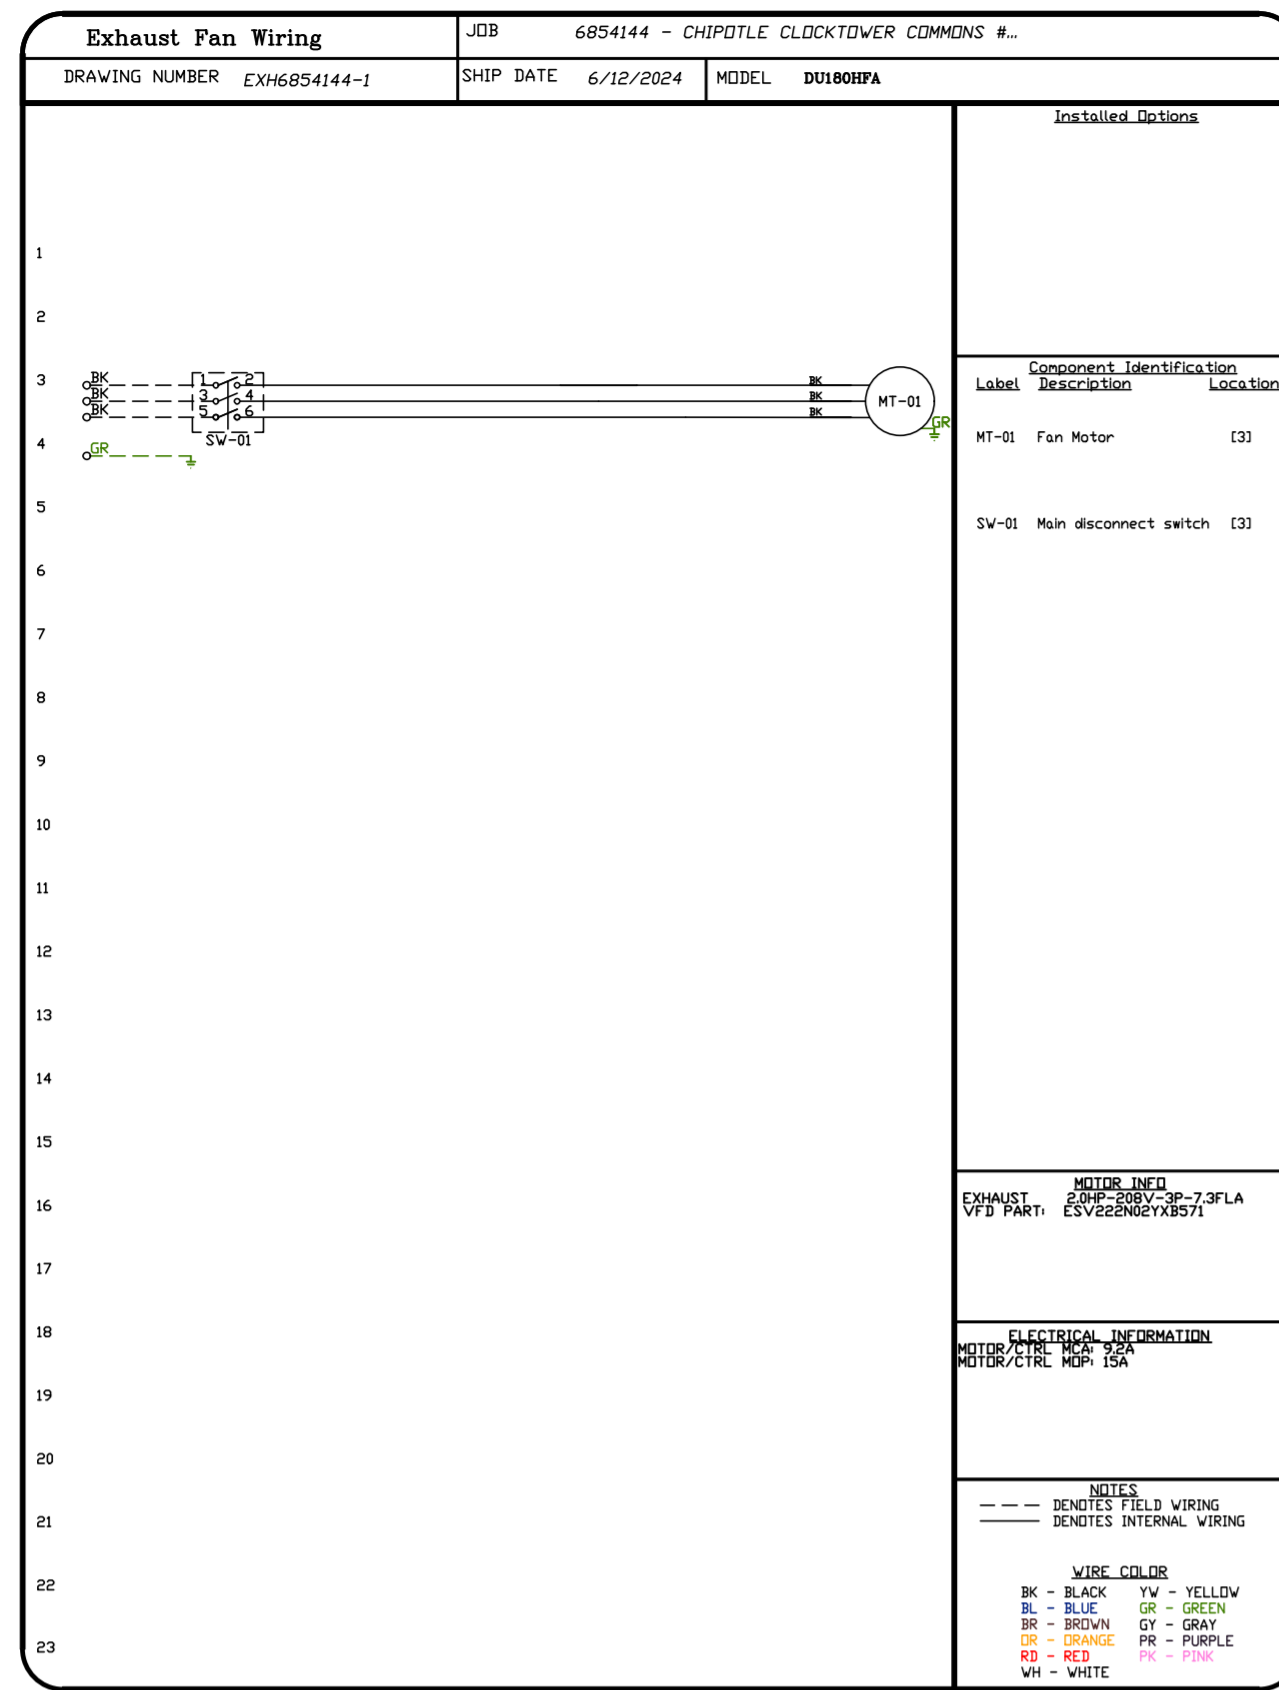 Exhaust Fan Wiring
JOB 6854144 - CHIPOTLE CLOCKTOWER COMMONS #...
DRAWING NUMBER EXH6854144-1
SHIP DATE 6/12/2024
MODEL DU180HFA
Installed Options
1
2
3
BK
BK
BK
1 2
3 4
5 6
SW-01
BK
BK
BK
MT-01
GR
4
GR
5
6
7
8
9
10
11
12
13
14
15
16
17
18
19
20
21
22
23
Component Identification
Label Description Location
MT-01 Fan Motor [3]
SW-01 Main disconnect switch [3]
MOTOR INFO
EXHAUST 2.0HP-208V-3P-7.3FLA
VFD PART: ESV222N02YXB571
ELECTRICAL INFORMATION
MOTOR/CTRL MCA: 9.2A
MOTOR/CTRL MOP: 15A
NOTES
DENOTES FIELD WIRING
DENOTES INTERNAL WIRING
WIRE COLOR
BK - BLACK YW - YELLOW
BL - BLUE GR - GREEN
BR - BROWN GY - GRAY
OR - ORANGE PR - PURPLE
RD - RED PK - PINK
WH - WHITE